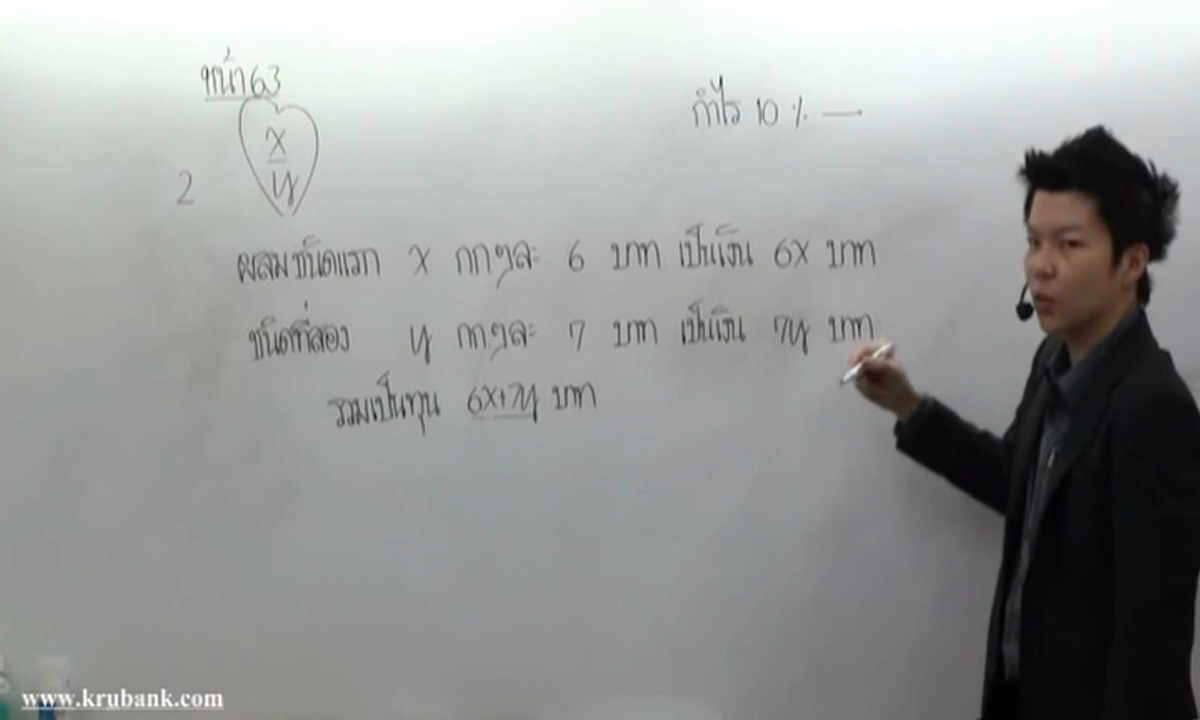 หน้า 63
กำไร 10 % —
x
y
2
ผสมชนิดแรก x กกๆละ 6 บาท เป็นเงิน 6x บาท
ชนิดที่สอง y กกๆละ 7 บาท เป็นเงิน 7y บาท
รวมเป็นทุน 6x+7y บาท
www.krubank.com